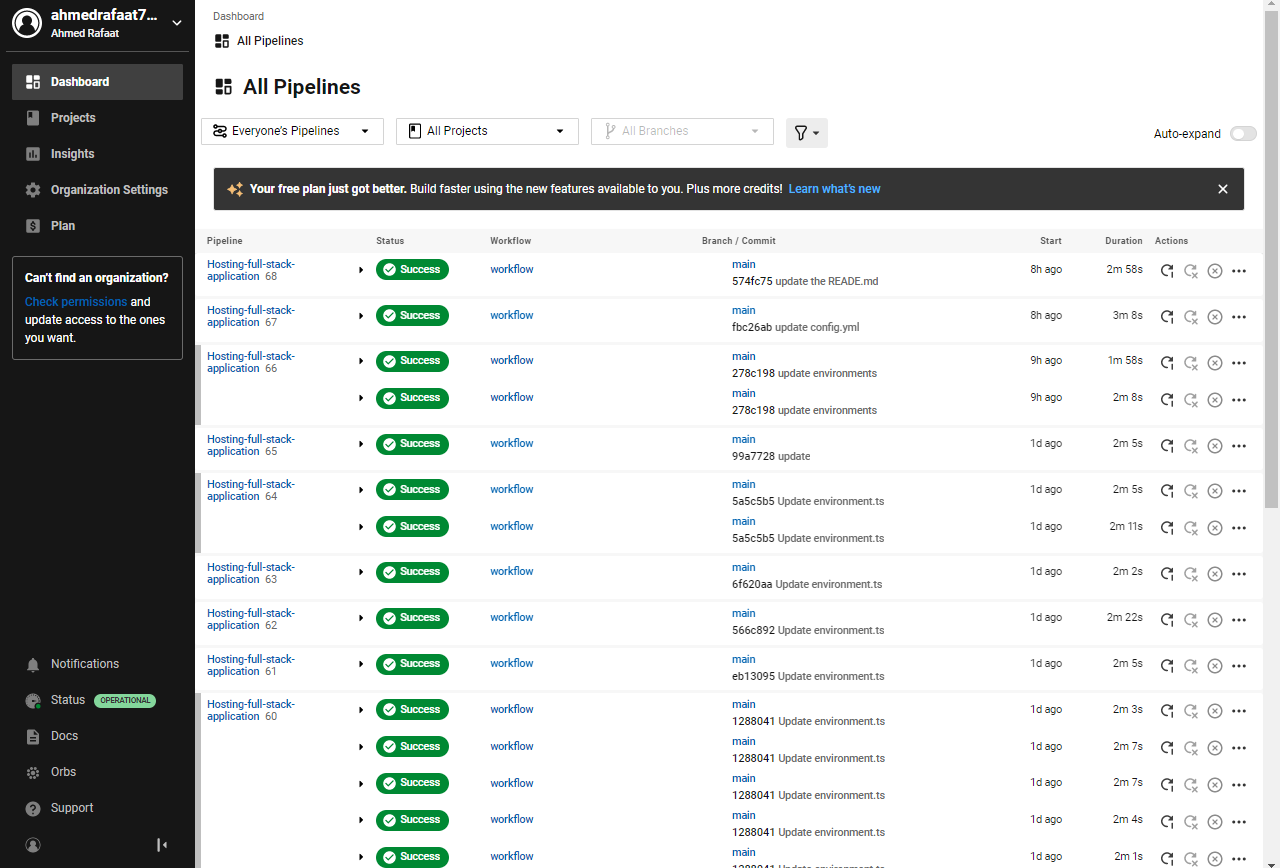 ahmedrafaat7...
Ahmed Rafaat
Dashboard
Projects
Insights
Organization Settings
Plan
Can't find an organization?
Check permissions and
update access to the ones
you want.
Notifications
Status OPERATIONAL
Docs
Orbs
Support
Dashboard
All Pipelines
All Pipelines
Everyone's Pipelines All Projects All Branches Auto-expand
Your free plan just got better. Build faster using the new features available to you. Plus more credits! Learn what's new
Pipeline Status Workflow Branch / Commit Start Duration Actions
Hosting-full-stack-
application 68 Success workflow main 8h ago 2m 58s
574fc75 update the READE.md
Hosting-full-stack-
application 67 Success workflow main 8h ago 3m 8s
fbc26ab update config.yml
Hosting-full-stack-
application 66 Success workflow main 9h ago 1m 58s
278c198 update environments
Success workflow main 9h ago 2m 8s
278c198 update environments
Hosting-full-stack-
application 65 Success workflow main 1d ago 2m 5s
99a7728 update
Hosting-full-stack-
application 64 Success workflow main 1d ago 2m 5s
5a5c5b5 Update environment.ts
Success workflow main 1d ago 2m 11s
5a5c5b5 Update environment.ts
Hosting-full-stack-
application 63 Success workflow main 1d ago 2m 2s
6f620aa Update environment.ts
Hosting-full-stack-
application 62 Success workflow main 1d ago 2m 22s
566c892 Update environment.ts
Hosting-full-stack-
application 61 Success workflow main 1d ago 2m 5s
eb13095 Update environment.ts
Hosting-full-stack-
application 60 Success workflow main 1d ago 2m 3s
1288041 Update environment.ts
Success workflow main 1d ago 2m 7s
1288041 Update environment.ts
Success workflow main 1d ago 2m 7s
1288041 Update environment.ts
Success workflow main 1d ago 2m 4s
1288041 Update environment.ts
Success workflow main 1d ago 2m 1s
1288041 Update environment.ts